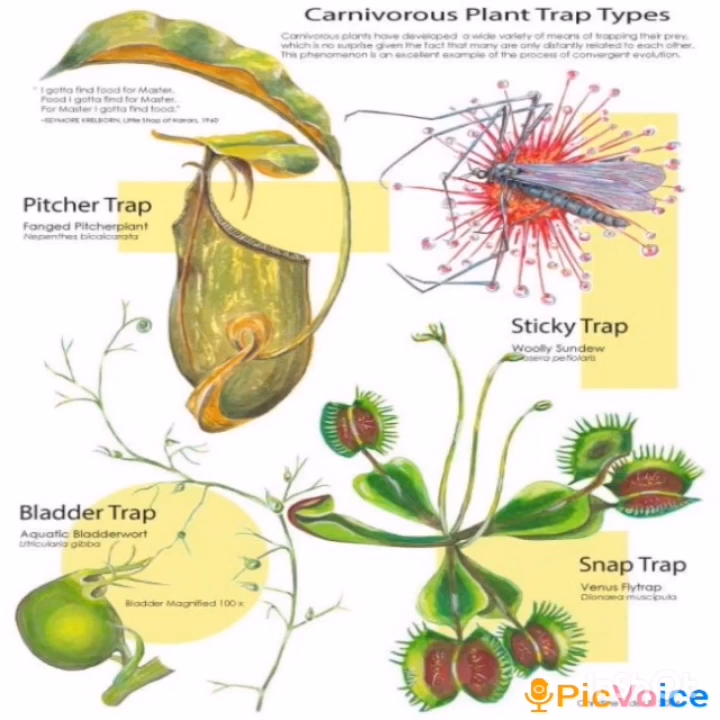 Carnivorous Plant Trap Types
Carnivorous plants have developed a wide variety of means of trapping their prey,
which is no surprise given the fact that many are only distantly related to each other.
This phenomenon is an excellent example of the process of convergent evolution.
"I gotta find food for Master.
Food I gotta find for Master.
For Master I gotta find food."
~SEYMORE KRELBORN, Little Shop of Horrors, 1960
Pitcher Trap
Fanged Pitcherplant
Nepenthes bicalcarata
Sticky Trap
Woolly Sundew
petiolaris
Bladder Trap
Aquatic Bladderwort
Utricularia gibba
Bladder Magnified 100 x
Snap Trap
Venus Flytrap
Dionaea muscipula
PicVoice